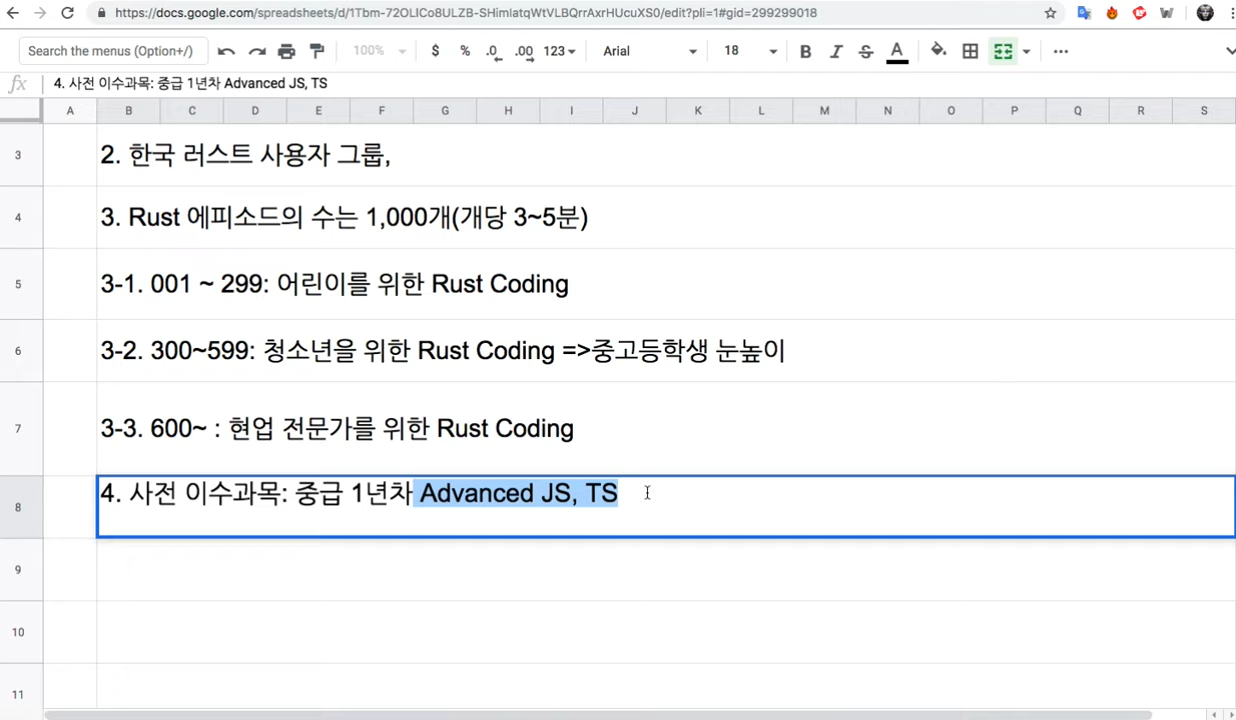 https://docs.google.com/spreadsheets/d/1Tbm-72OLICo8ULZB-SHimIatqWtVLBQrrAxrHUcuXS0/edit?pli=1#gid=299299018
Search the menus (Option+/) 100% $ % .0 .00 123 Arial 18 B I S A
fx 4. 사전 이수과목: 중급 1년차 Advanced JS, TS
A B C D E F G H I J K L M N O P Q R S
3 2. 한국 러스트 사용자 그룹,
4 3. Rust 에피소드의 수는 1,000개(개당 3~5분)
5 3-1. 001 ~ 299: 어린이를 위한 Rust Coding
6 3-2. 300~599: 청소년을 위한 Rust Coding =>중고등학생 눈높이
7 3-3. 600~ : 현업 전문가를 위한 Rust Coding
8 4. 사전 이수과목: 중급 1년차 Advanced JS, TS
9
10
11